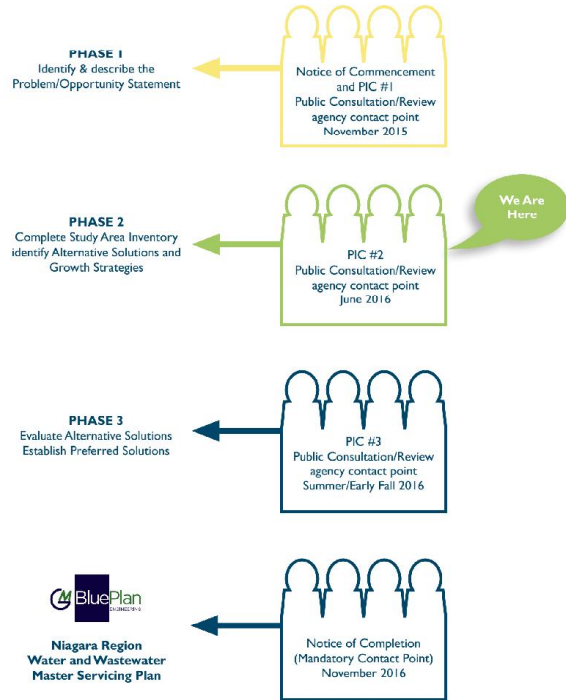 PHASE 1
Identify & describe the
Problem/Opportunity Statement
Notice of Commencement
and PIC #1
Public Consultation/Review
agency contact point
November 2015
PHASE 2
Complete Study Area Inventory
identify Alternative Solutions and
Growth Strategies
PIC #2
Public Consultation/Review
agency contact point
June 2016
We Are
Here
PHASE 3
Evaluate Alternative Solutions
Establish Preferred Solutions
PIC #3
Public Consultation/Review
agency contact point
Summer/Early Fall 2016
GM BluePlan
ENGINEERING
Niagara Region
Water and Wastewater
Master Servicing Plan
Notice of Completion
(Mandatory Contact Point)
November 2016